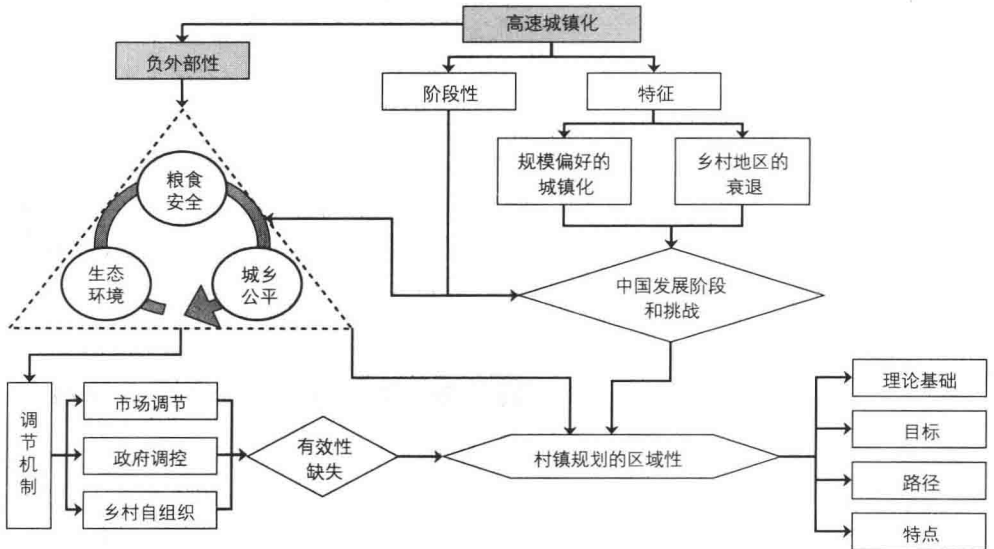 高速城镇化
负外部性
阶段性
特征
规模偏好的
城镇化
乡村地区的
衰退
粮食
安全
生态
环境
城乡
公平
中国发展阶段
和挑战
调
节
机
制
市场调节
政府调控
乡村自组织
有效性
缺失
村镇规划的区域性
理论基础
目标
路径
特点